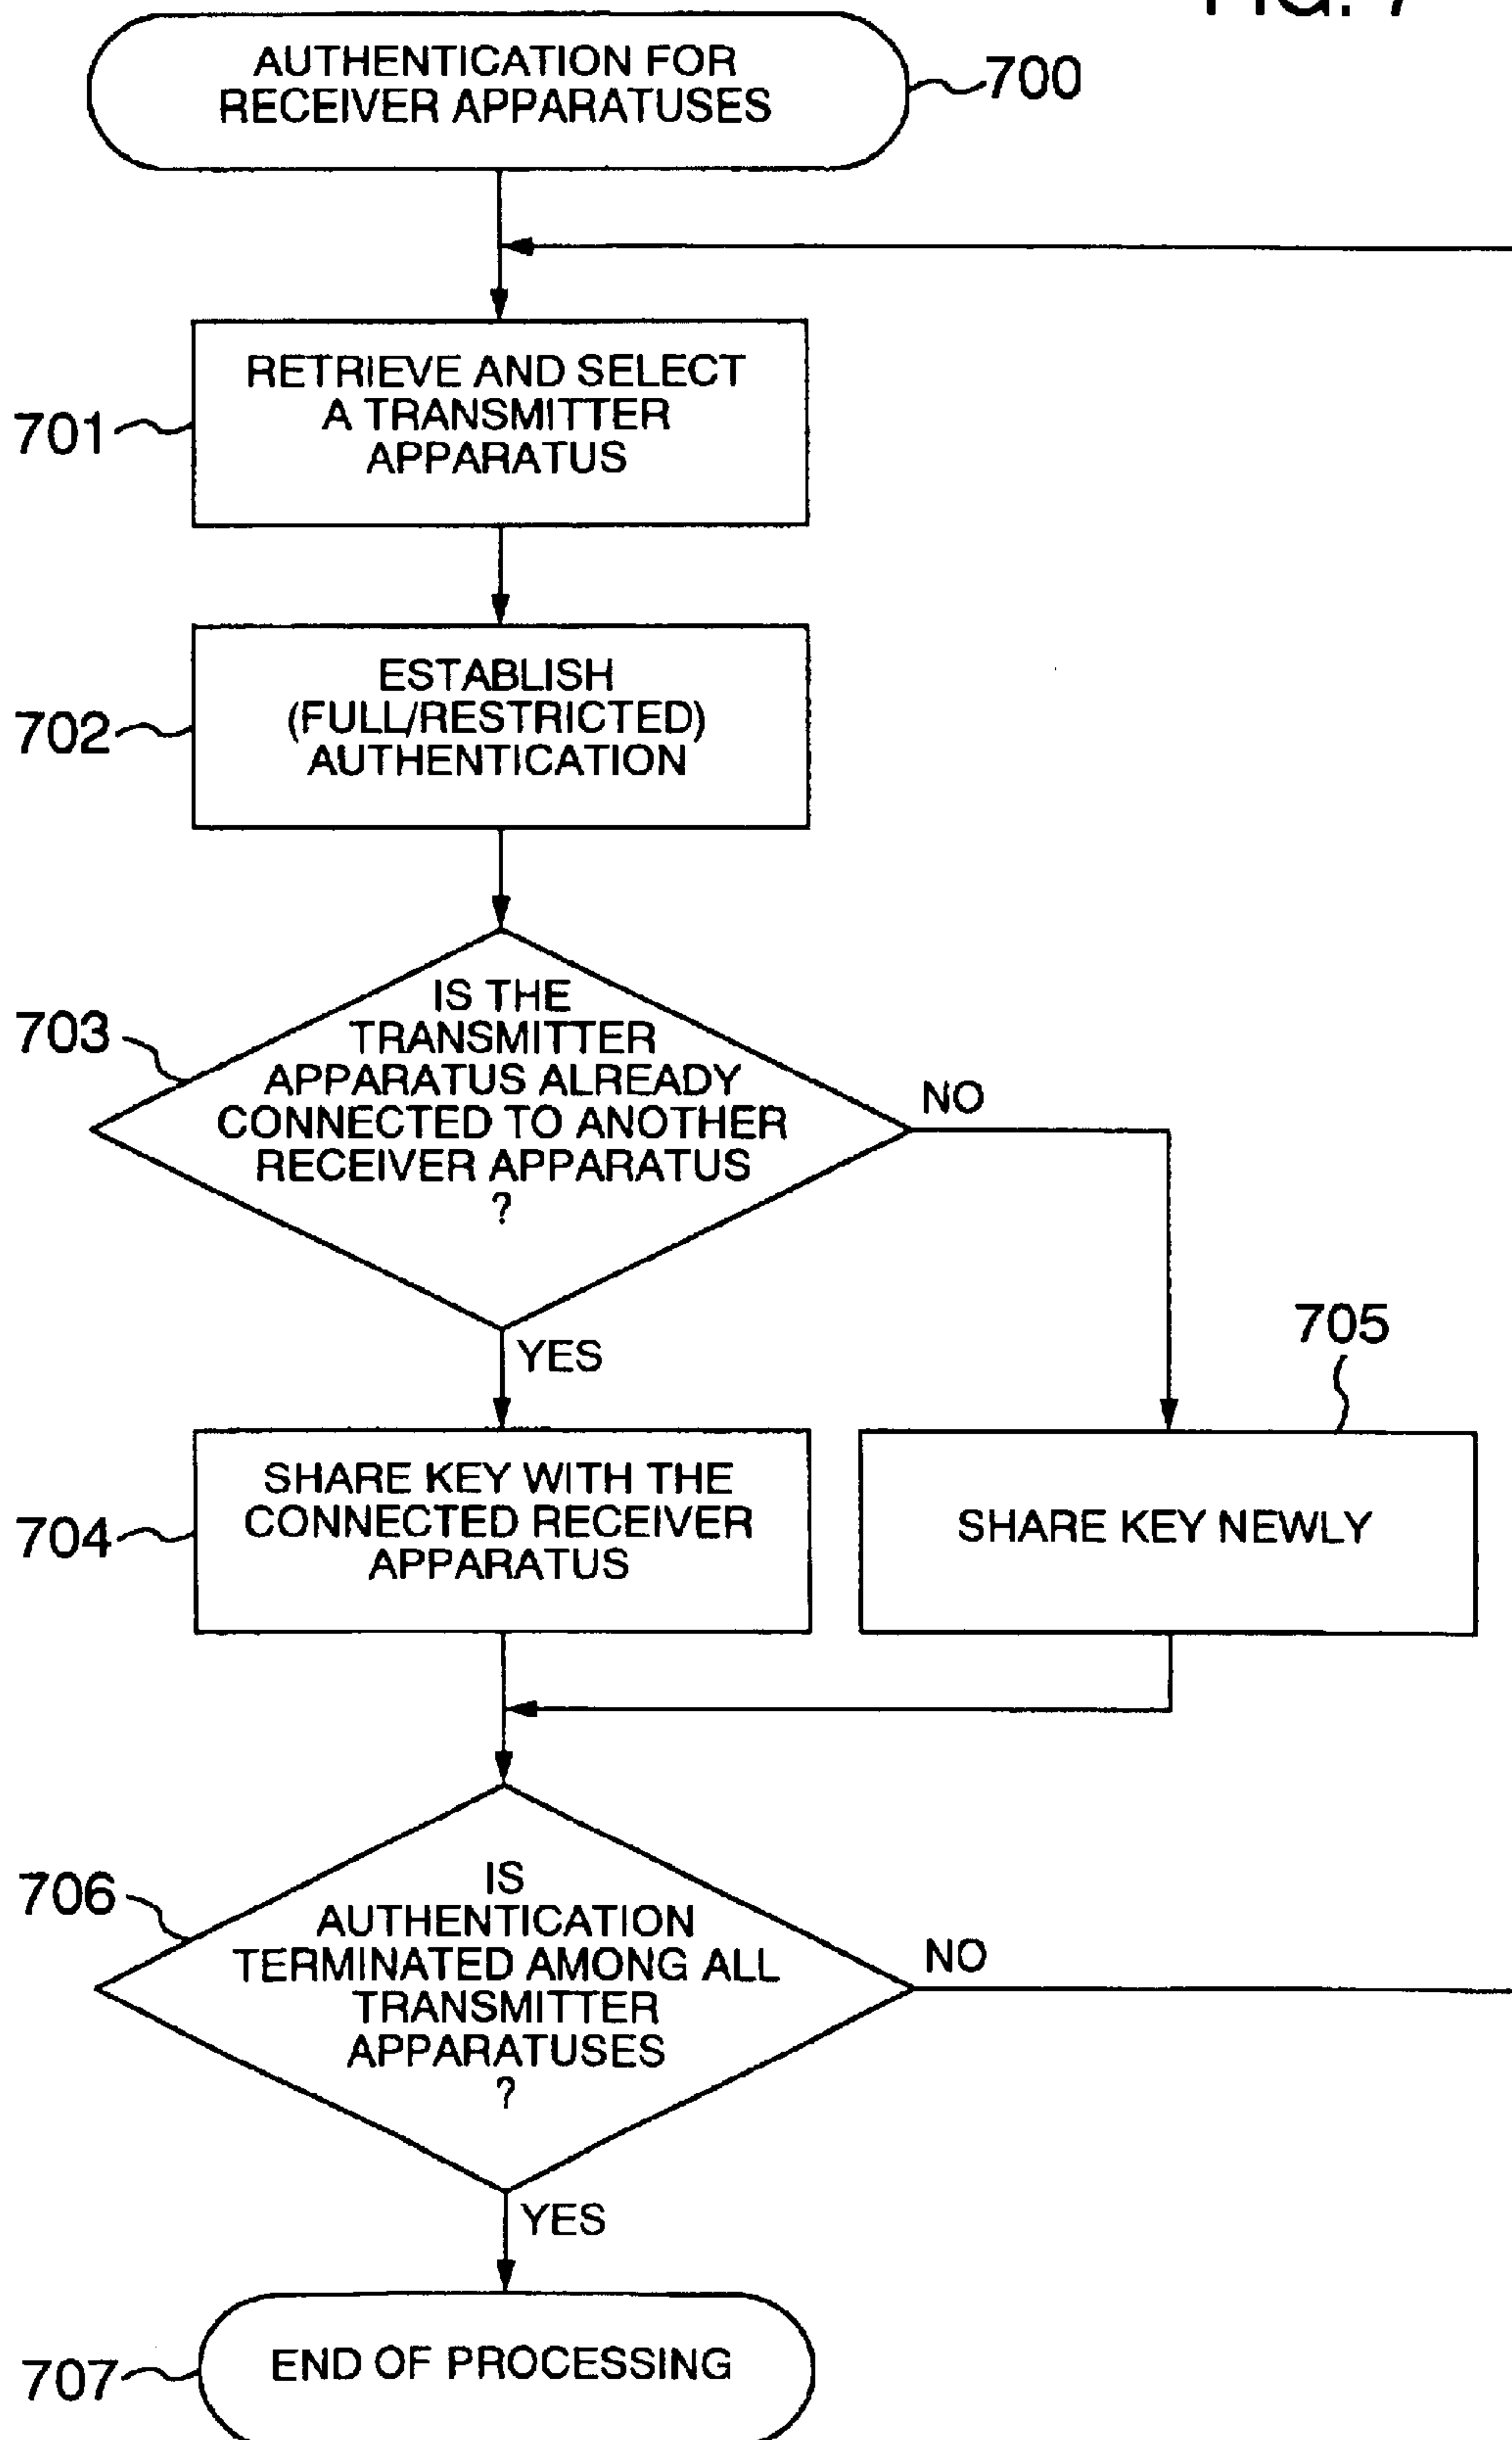 FIG. 7
AUTHENTICATION FOR
RECEIVER APPARATUSES
700
RETRIEVE AND SELECT
A TRANSMITTER
APPARATUS
701
ESTABLISH
(FULL/RESTRICTED)
AUTHENTICATION
702
IS THE
TRANSMITTER
APPARATUS ALREADY
CONNECTED TO ANOTHER
RECEIVER APPARATUS
?
703
NO
YES
705
SHARE KEY WITH THE
CONNECTED RECEIVER
APPARATUS
704
SHARE KEY NEWLY
IS
AUTHENTICATION
TERMINATED AMONG ALL
TRANSMITTER
APPARATUSES
?
706
NO
YES
END OF PROCESSING
707